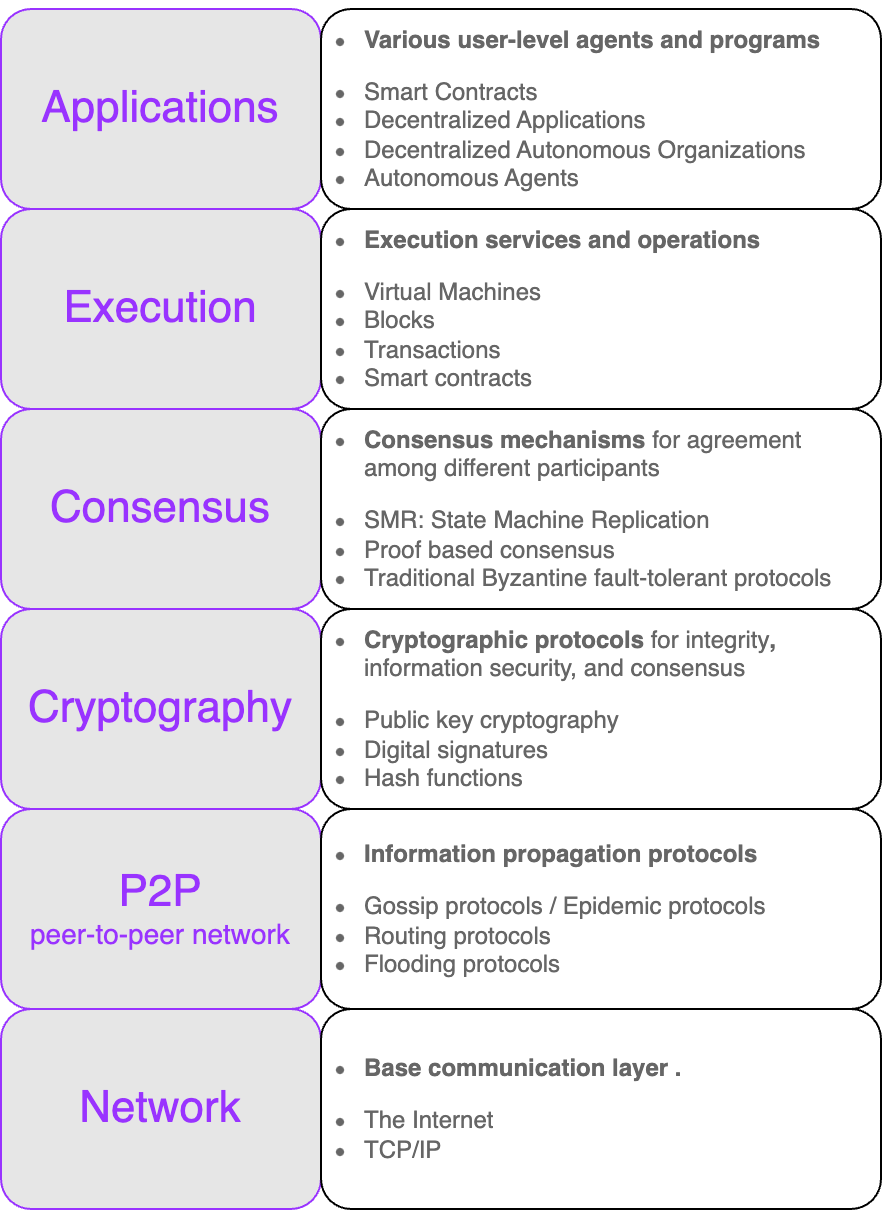 Applications
• Various user-level agents and programs
• Smart Contracts
• Decentralized Applications
• Decentralized Autonomous Organizations
• Autonomous Agents
Execution
• Execution services and operations
• Virtual Machines
• Blocks
• Transactions
• Smart contracts
Consensus
• Consensus mechanisms for agreement
among different participants
• SMR: State Machine Replication
• Proof based consensus
• Traditional Byzantine fault-tolerant protocols
Cryptography
• Cryptographic protocols for integrity,
information security, and consensus
• Public key cryptography
• Digital signatures
• Hash functions
P2P
peer-to-peer network
• Information propagation protocols
• Gossip protocols / Epidemic protocols
• Routing protocols
• Flooding protocols
Network
• Base communication layer .
• The Internet
• TCP/IP